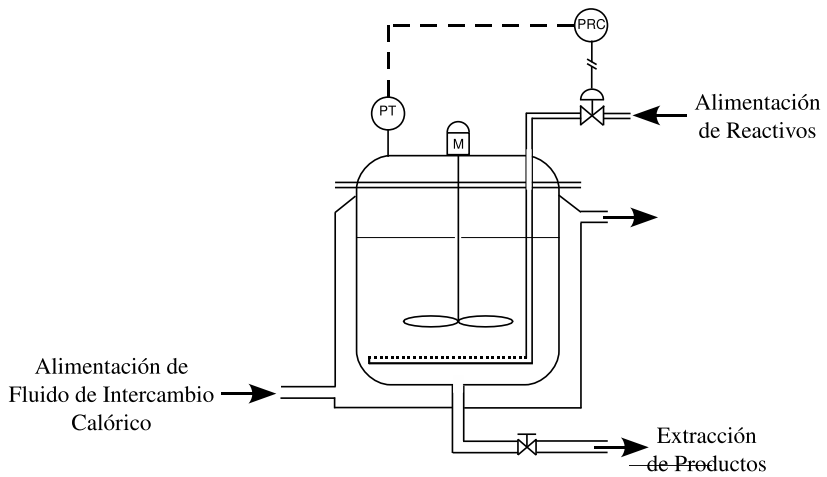 PRC
PT
M
Alimentación
de Reactivos
Alimentación de
Fluido de Intercambio
Calórico
Extracción
de Productos